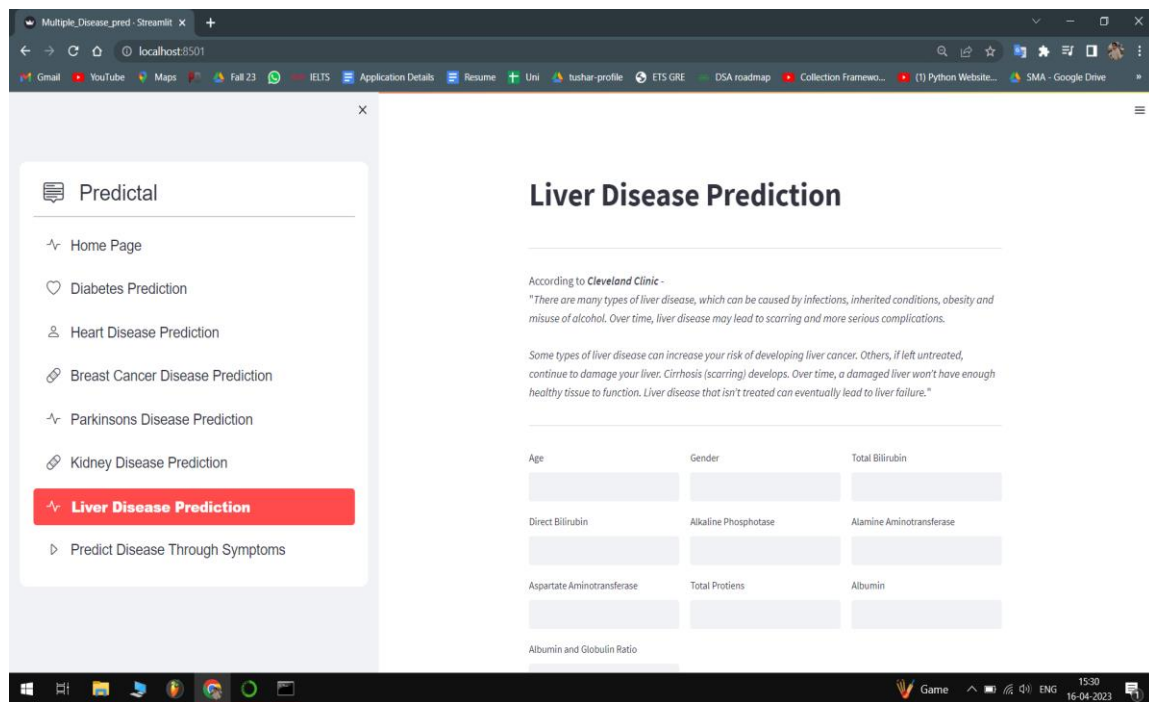 Multiple_Disease_pred · Streamlit
localhost:8501
Gmail YouTube Maps Fall 23 IELTS Application Details Resume Uni tushar-profile ETS GRE DSA roadmap Collection Framewo... (1) Python Website... SMA - Google Drive »
Predictal
Home Page
Diabetes Prediction
Heart Disease Prediction
Breast Cancer Disease Prediction
Parkinsons Disease Prediction
Kidney Disease Prediction
Liver Disease Prediction
Predict Disease Through Symptoms
Liver Disease Prediction
According to Cleveland Clinic -
"There are many types of liver disease, which can be caused by infections, inherited conditions, obesity and
misuse of alcohol. Over time, liver disease may lead to scarring and more serious complications.
Some types of liver disease can increase your risk of developing liver cancer. Others, if left untreated,
continue to damage your liver. Cirrhosis (scarring) develops. Over time, a damaged liver won't have enough
healthy tissue to function. Liver disease that isn't treated can eventually lead to liver failure."
Age Gender Total Bilirubin
Direct Bilirubin Alkaline Phosphotase Alamine Aminotransferase
Aspartate Aminotransferase Total Protiens Albumin
Albumin and Globulin Ratio
Game ENG 15:30
16-04-2023